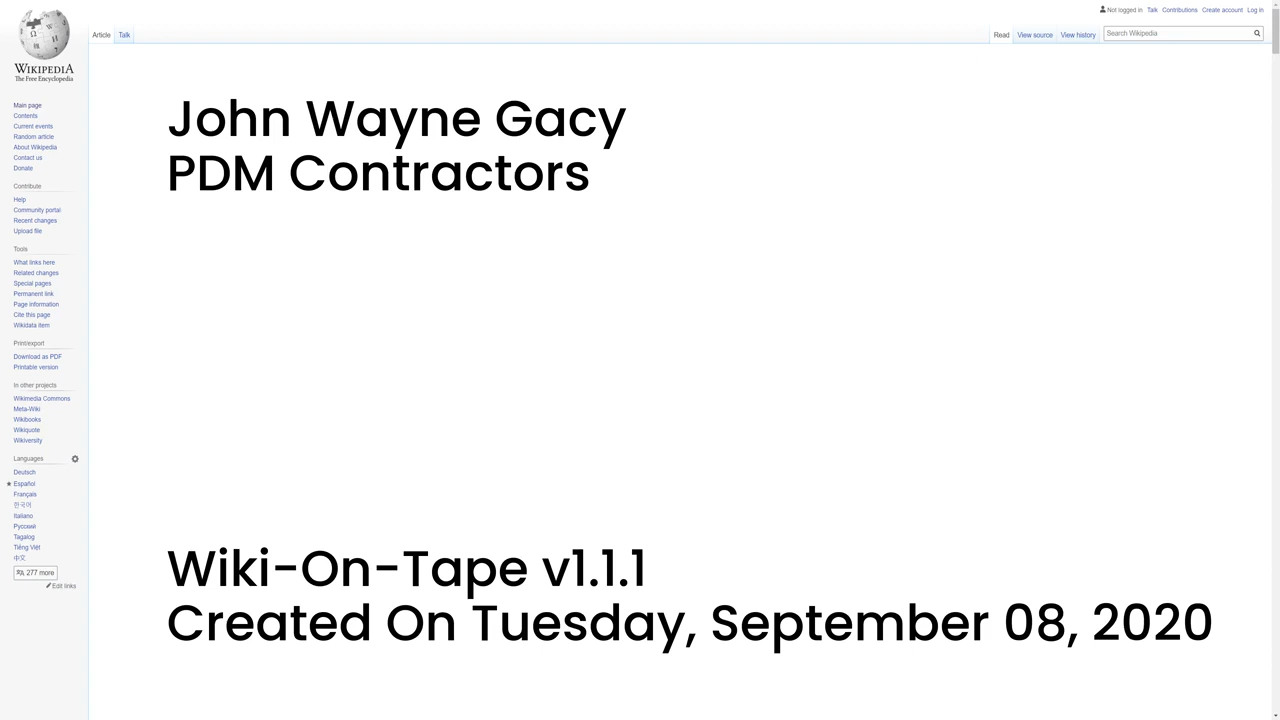 Not logged in Talk Contributions Create account Log in
Article Talk Read View source View history Search Wikipedia
WIKIPEDIA
The Free Encyclopedia
Main page
Contents
Current events
Random article
About Wikipedia
Contact us
Donate
Contribute
Help
Community portal
Recent changes
Upload file
Tools
What links here
Related changes
Special pages
Permanent link
Page information
Cite this page
Wikidata item
Print/export
Download as PDF
Printable version
In other projects
Wikimedia Commons
Meta-Wiki
Wikibooks
Wikiquote
Wikiversity
Languages
Deutsch
Español
Français
한국어
Italiano
Русский
Tagalog
Tiếng Việt
中文
277 more
Edit links
John Wayne Gacy
PDM Contractors
Wiki-On-Tape v1.1.1
Created On Tuesday, September 08, 2020